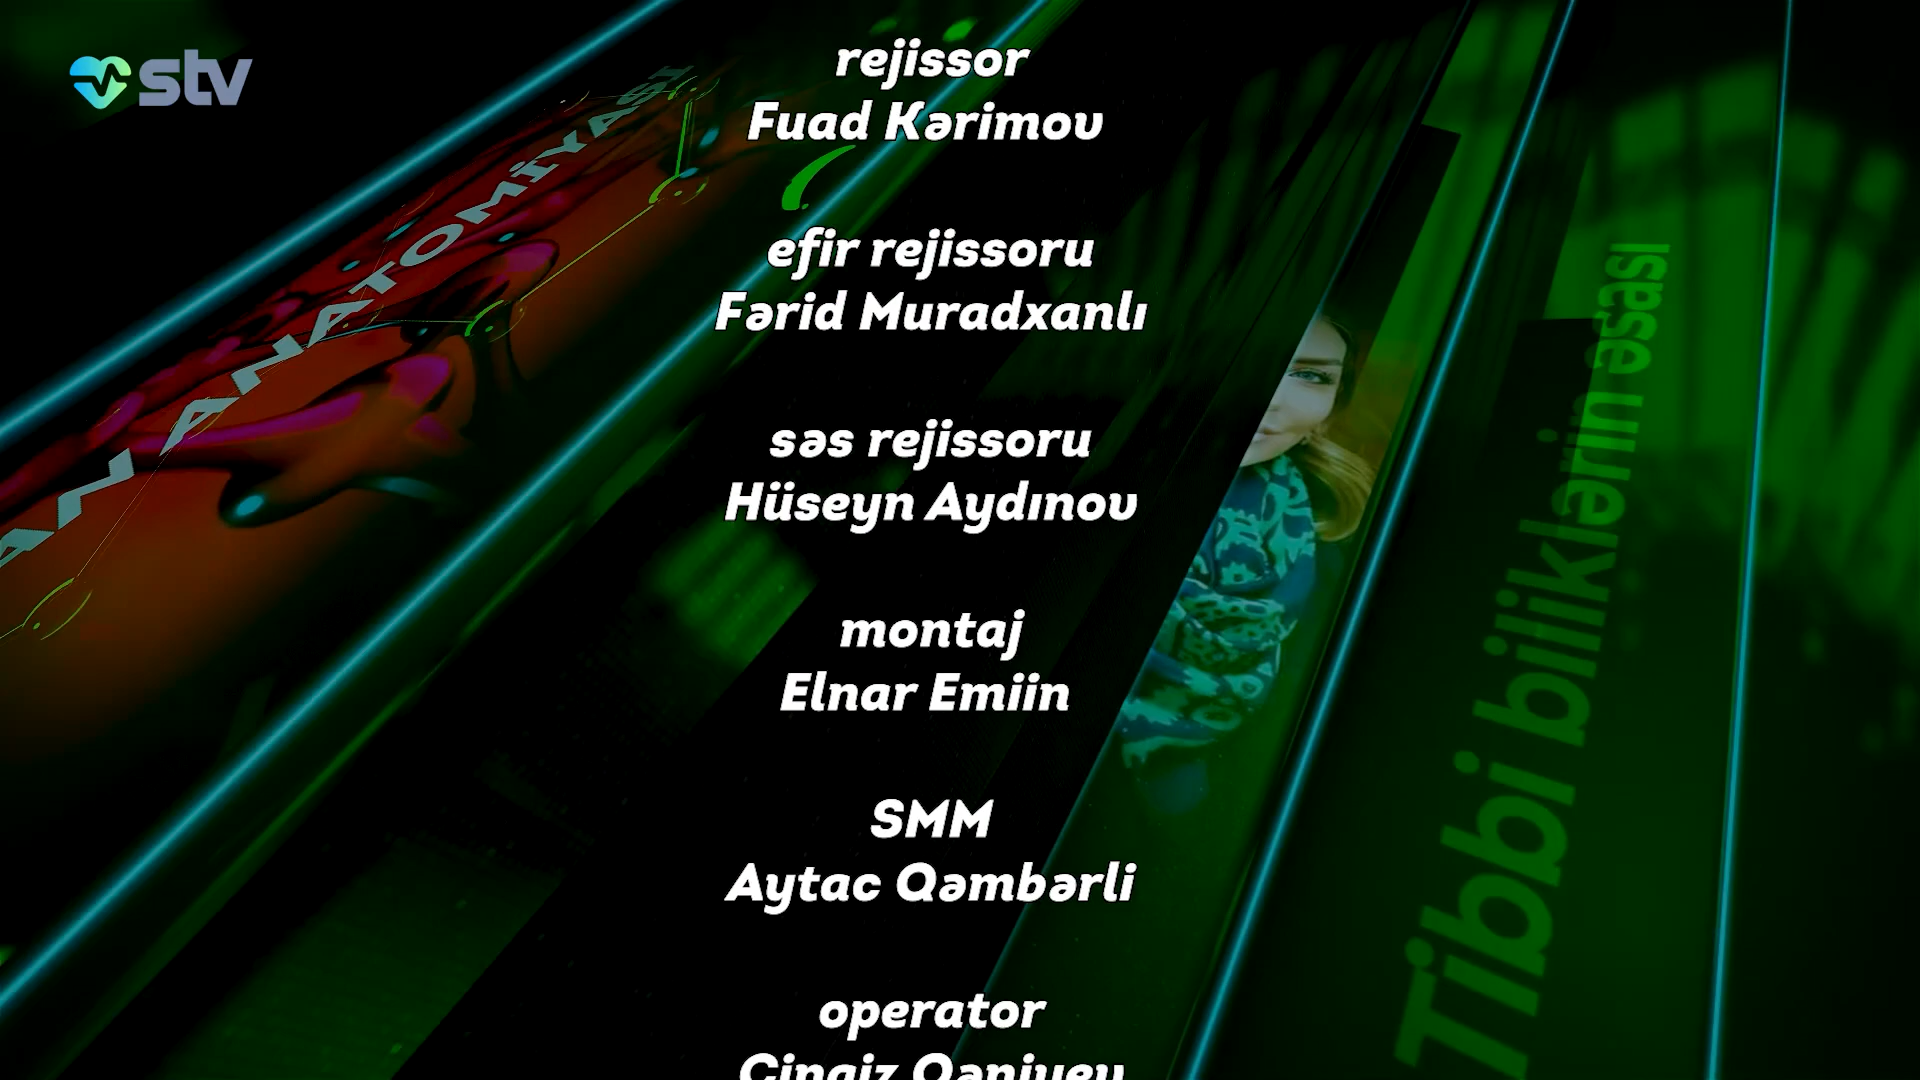 stv
rejissor
Fuad Kərimov
efir rejissoru
Fərid Muradxanlı
səs rejissoru
Hüseyn Aydınov
montaj
Elnar Emiin
SMM
Aytac Qəmbərli
operator
AN ANATOMİYASI
Tibbi biliklərin əsası